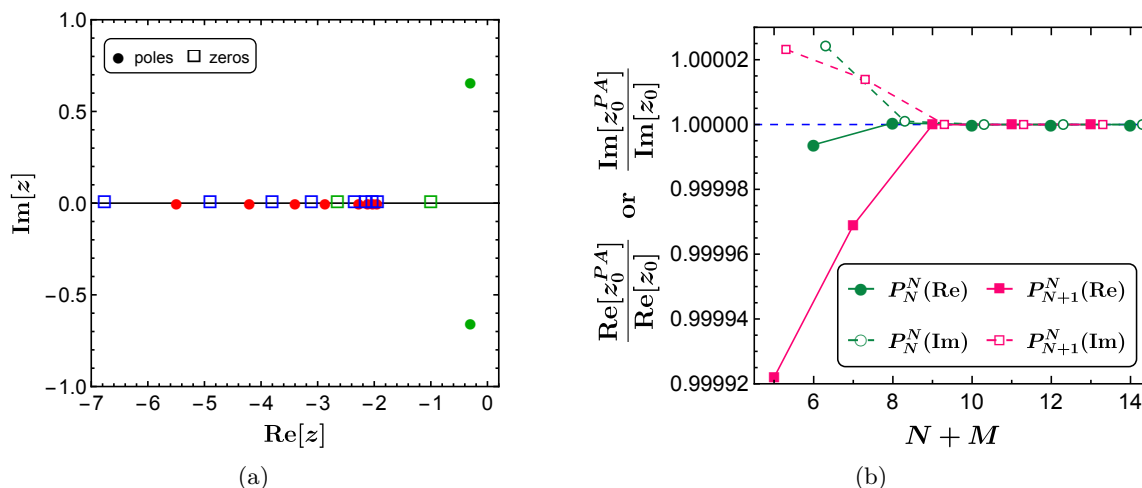 1.0
0.5
0.0
−0.5
−1.0
Im[z]
poles
zeros
−7
−6
−5
−4
−3
−2
−1
0
Re[z]
(a)
1.00002
1.00000
0.99998
0.99996
0.99994
0.99992
Re[z_0^{PA}]/Re[z_0] or Im[z_0^{PA}]/Im[z_0]
P_N^N(Re)
P_{N+1}^N(Re)
P_N^N(Im)
P_{N+1}^N(Im)
6
8
10
12
14
N + M
(b)